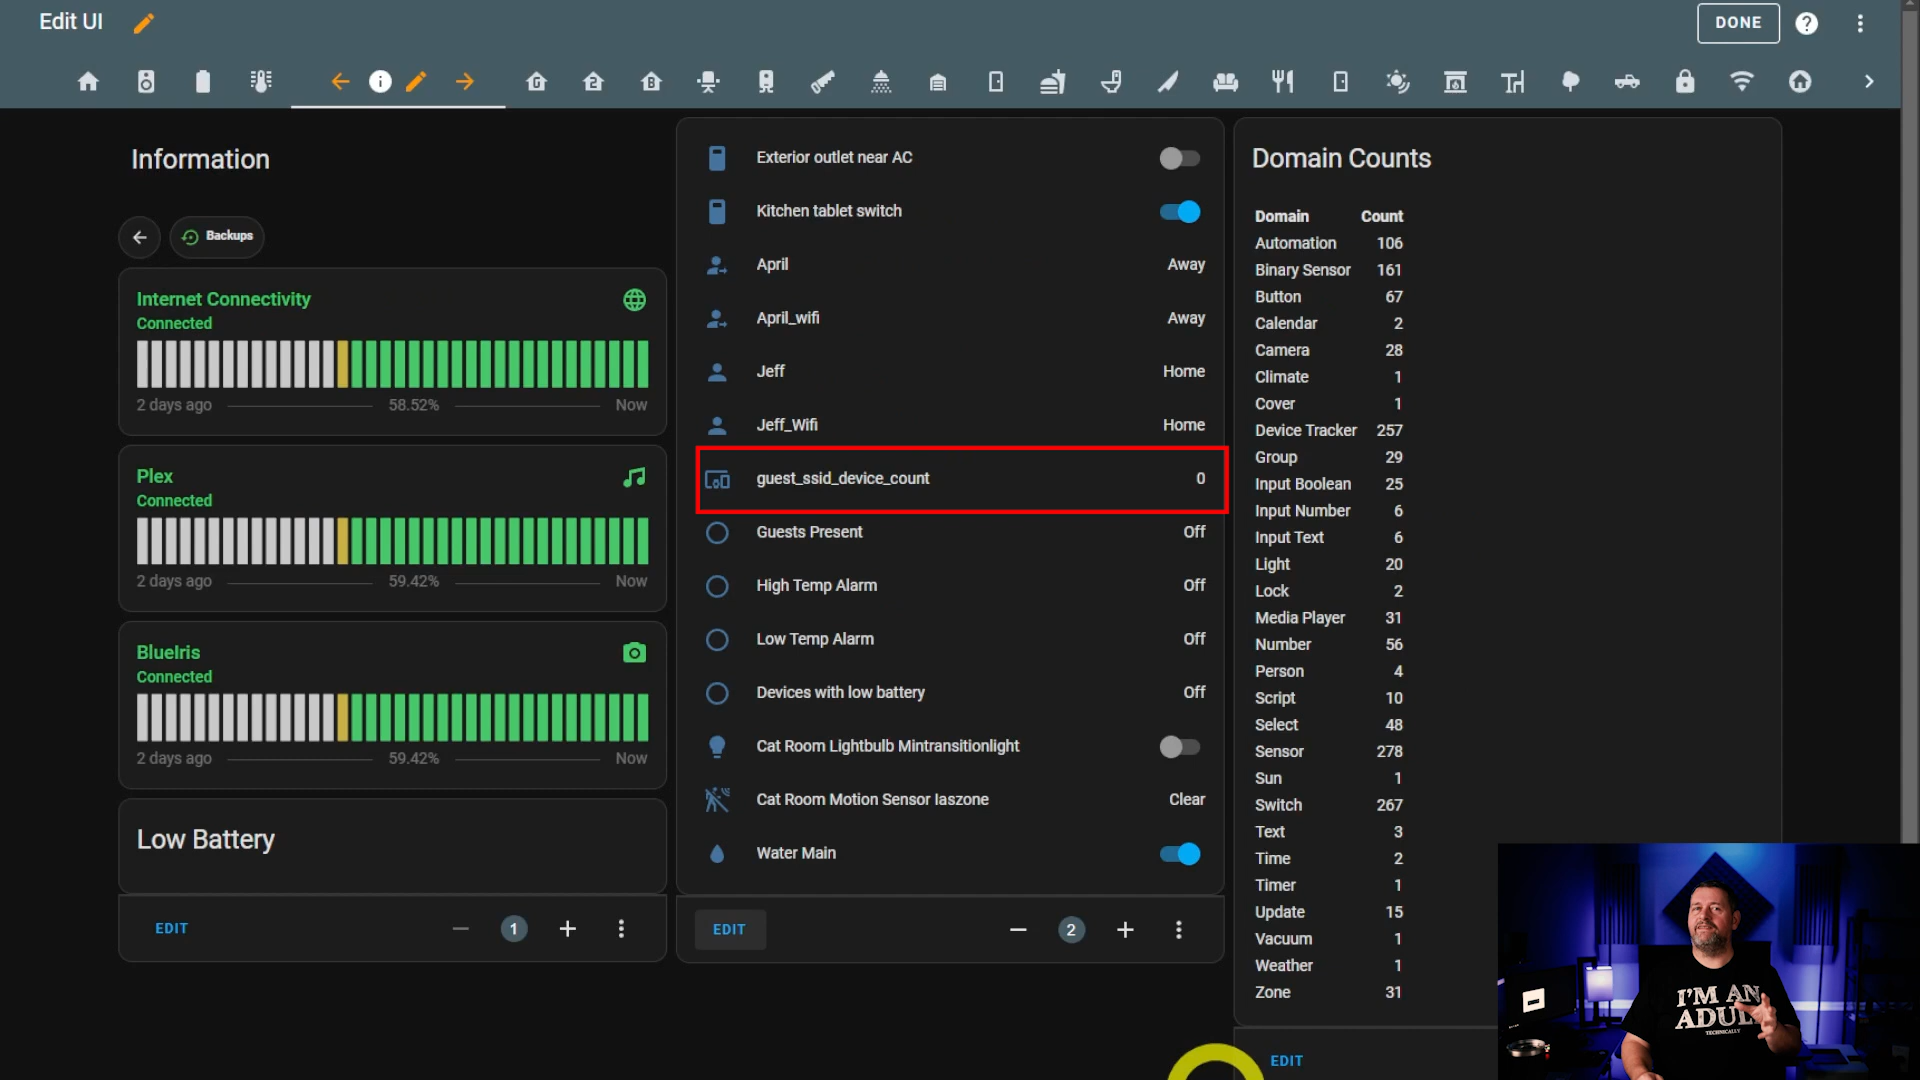 Edit UI
DONE
Information
Backups
Internet Connectivity
Connected
2 days ago 58.52% Now
Plex
Connected
2 days ago 59.42% Now
BlueIris
Connected
2 days ago 59.42% Now
Low Battery
EDIT 1
Exterior outlet near AC
Kitchen tablet switch
April Away
April_wifi Away
Jeff Home
Jeff_Wifi Home
guest_ssid_device_count 0
Guests Present Off
High Temp Alarm Off
Low Temp Alarm Off
Devices with low battery Off
Cat Room Lightbulb Mintransitionlight
Cat Room Motion Sensor Iaszone Clear
Water Main
EDIT 2
Domain Counts
Domain Count
Automation 106
Binary Sensor 161
Button 67
Calendar 2
Camera 28
Climate 1
Cover 1
Device Tracker 257
Group 29
Input Boolean 25
Input Number 6
Input Text 6
Light 20
Lock 2
Media Player 31
Number 56
Person 4
Script 10
Select 48
Sensor 278
Sun 1
Switch 267
Text 3
Time 2
Timer 1
Update 15
Vacuum 1
Weather 1
Zone 31
EDIT
I'M AN
ADUL
TECHNICALLY